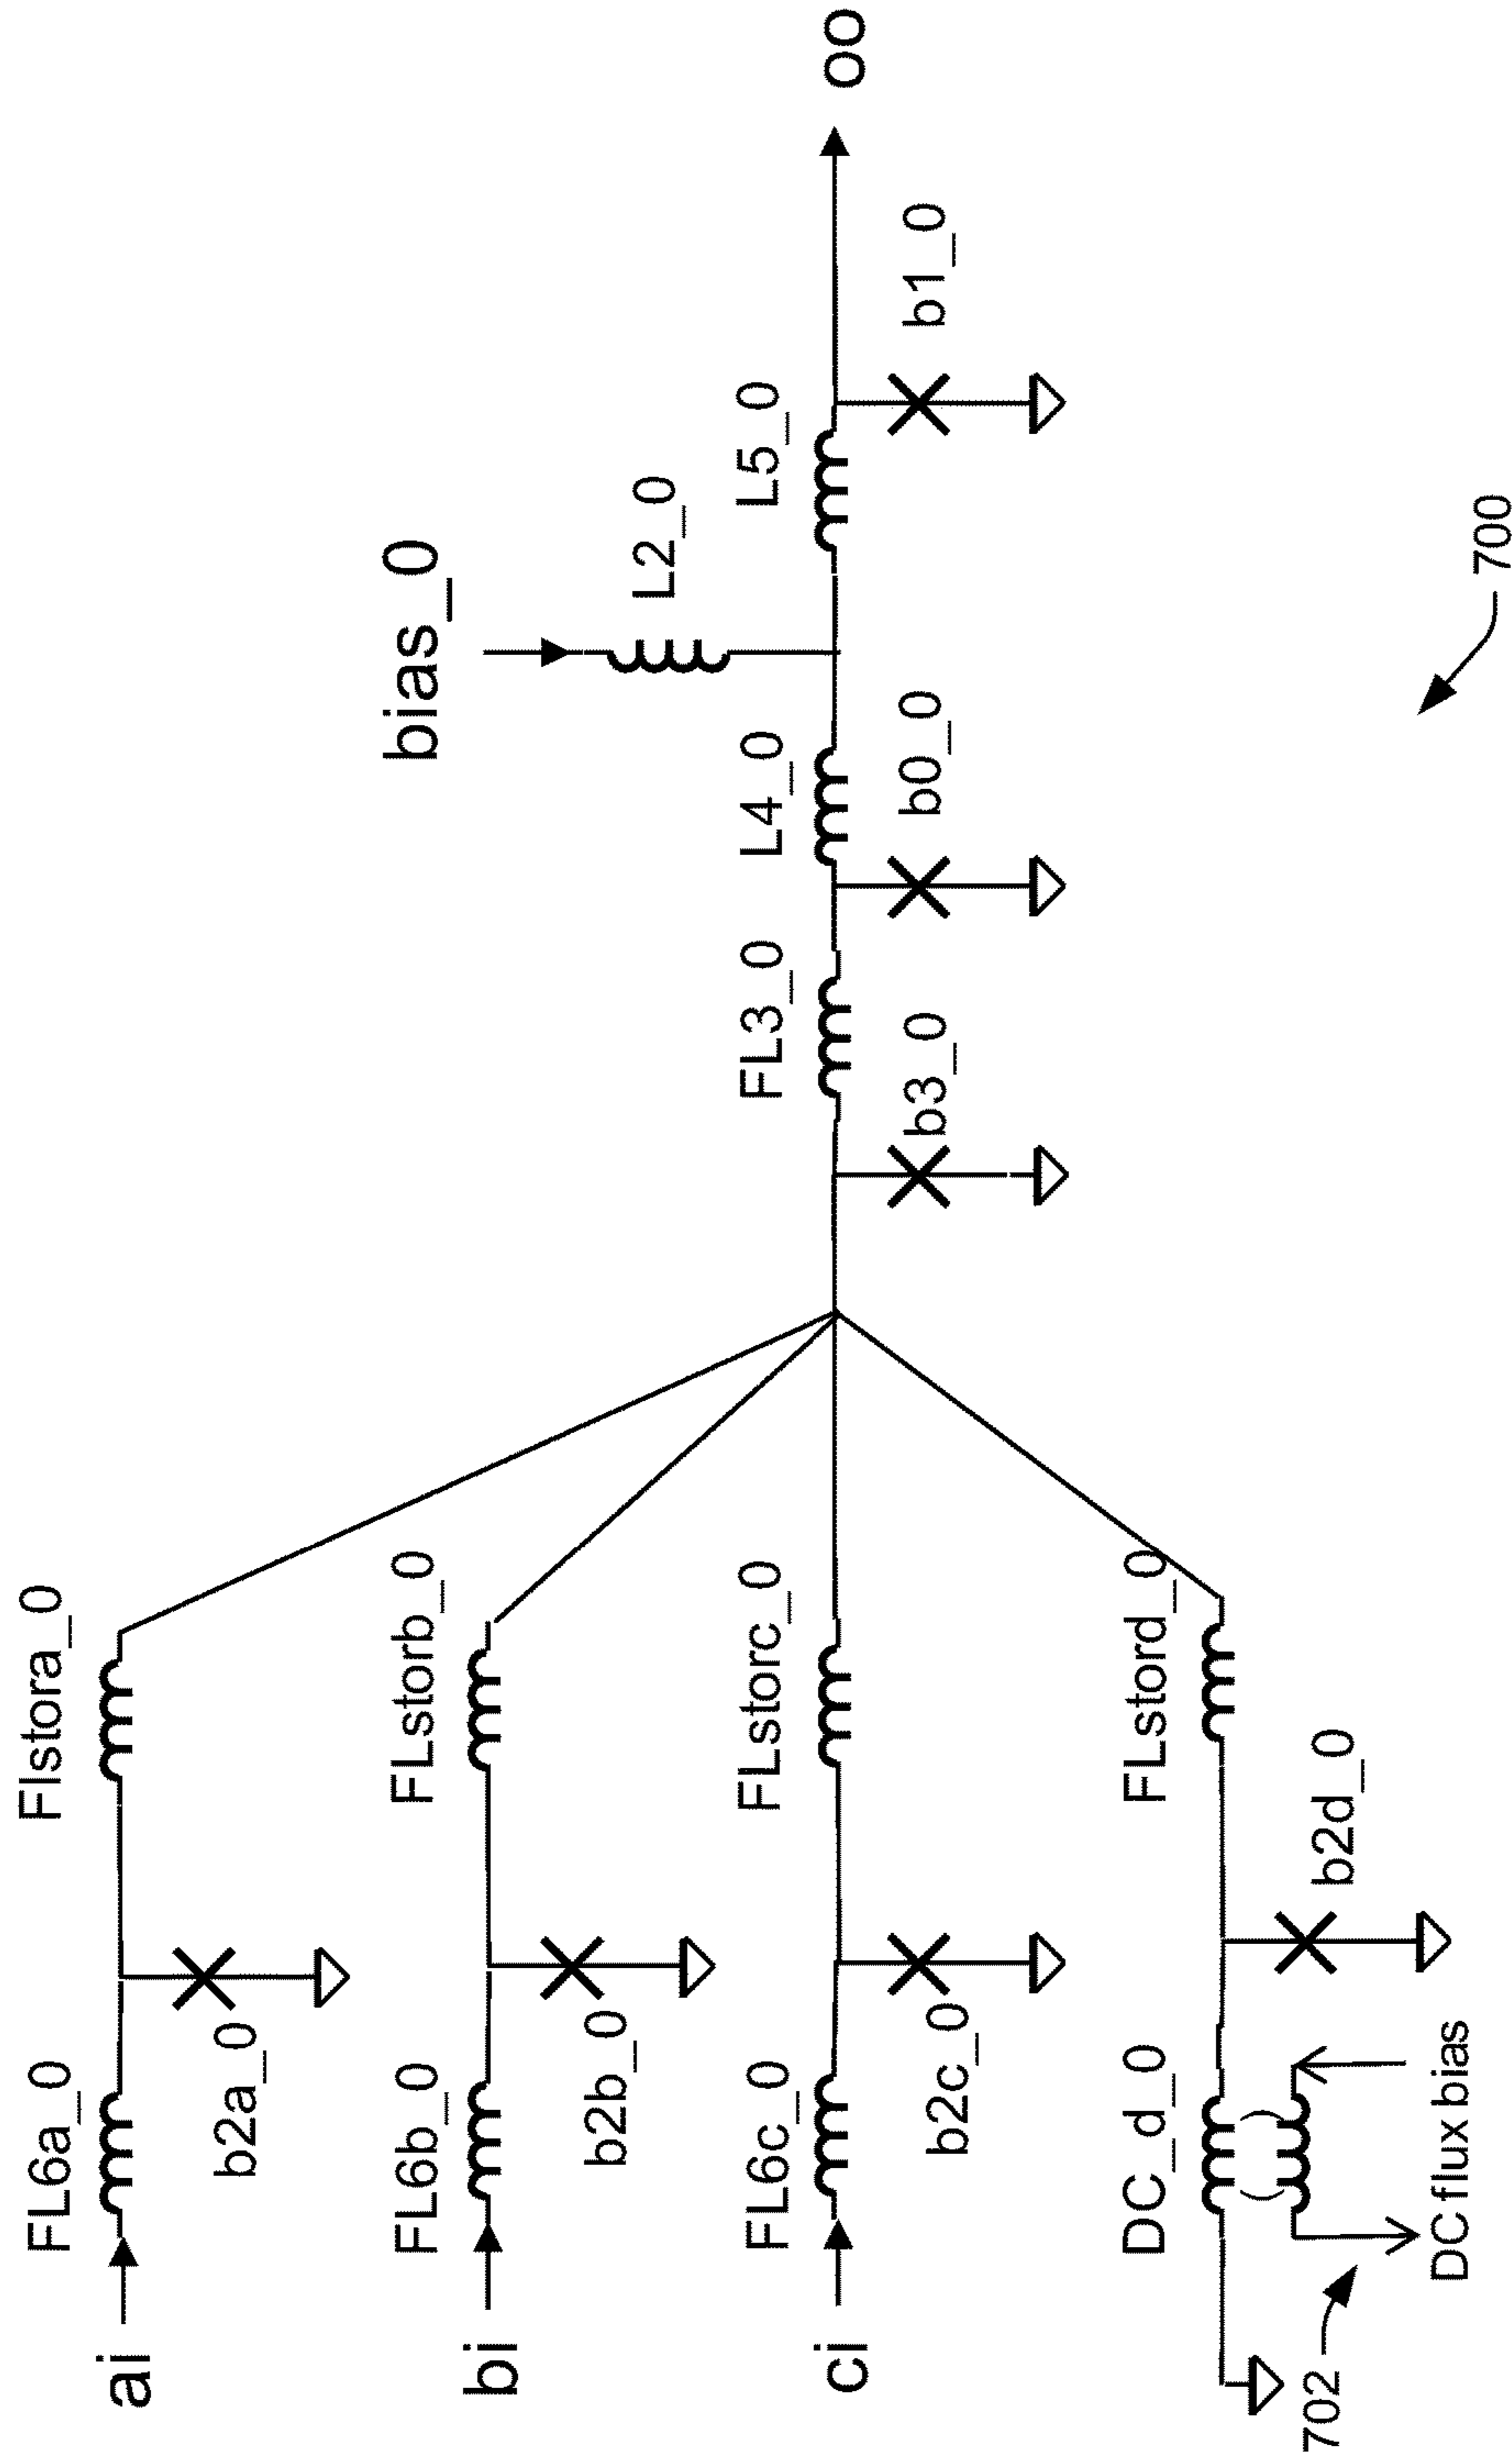 bias_0
L2_0
FL3_0
L4_0
L5_0
oo
b3_0
b0_0
b1_0
ai
FL6a_0
b2a_0
Flstora_0
bi
FL6b_0
b2b_0
FLstorb_0
ci
FL6c_0
b2c_0
FLstorc_0
DC_d_0
b2d_0
FLstord_0
702
DC flux bias
700